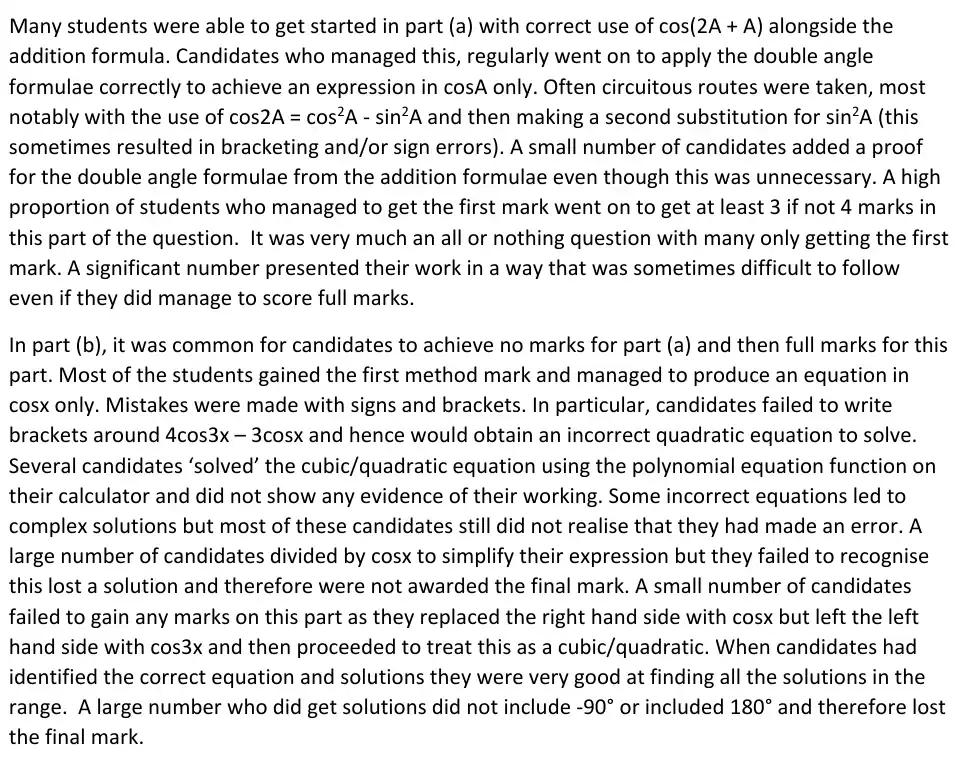 Many students were able to get started in part (a) with correct use of cos(2A + A) alongside the
addition formula. Candidates who managed this, regularly went on to apply the double angle
formulae correctly to achieve an expression in cosA only. Often circuitous routes were taken, most
notably with the use of cos2A = cos²A - sin²A and then making a second substitution for sin²A (this
sometimes resulted in bracketing and/or sign errors). A small number of candidates added a proof
for the double angle formulae from the addition formulae even though this was unnecessary. A high
proportion of students who managed to get the first mark went on to get at least 3 if not 4 marks in
this part of the question.  It was very much an all or nothing question with many only getting the first
mark. A significant number presented their work in a way that was sometimes difficult to follow
even if they did manage to score full marks.
In part (b), it was common for candidates to achieve no marks for part (a) and then full marks for this
part. Most of the students gained the first method mark and managed to produce an equation in
cosx only. Mistakes were made with signs and brackets. In particular, candidates failed to write
brackets around 4cos3x – 3cosx and hence would obtain an incorrect quadratic equation to solve.
Several candidates ‘solved’ the cubic/quadratic equation using the polynomial equation function on
their calculator and did not show any evidence of their working. Some incorrect equations led to
complex solutions but most of these candidates still did not realise that they had made an error. A
large number of candidates divided by cosx to simplify their expression but they failed to recognise
this lost a solution and therefore were not awarded the final mark. A small number of candidates
failed to gain any marks on this part as they replaced the right hand side with cosx but left the left
hand side with cos3x and then proceeded to treat this as a cubic/quadratic. When candidates had
identified the correct equation and solutions they were very good at finding all the solutions in the
range.  A large number who did get solutions did not include -90° or included 180° and therefore lost
the final mark.